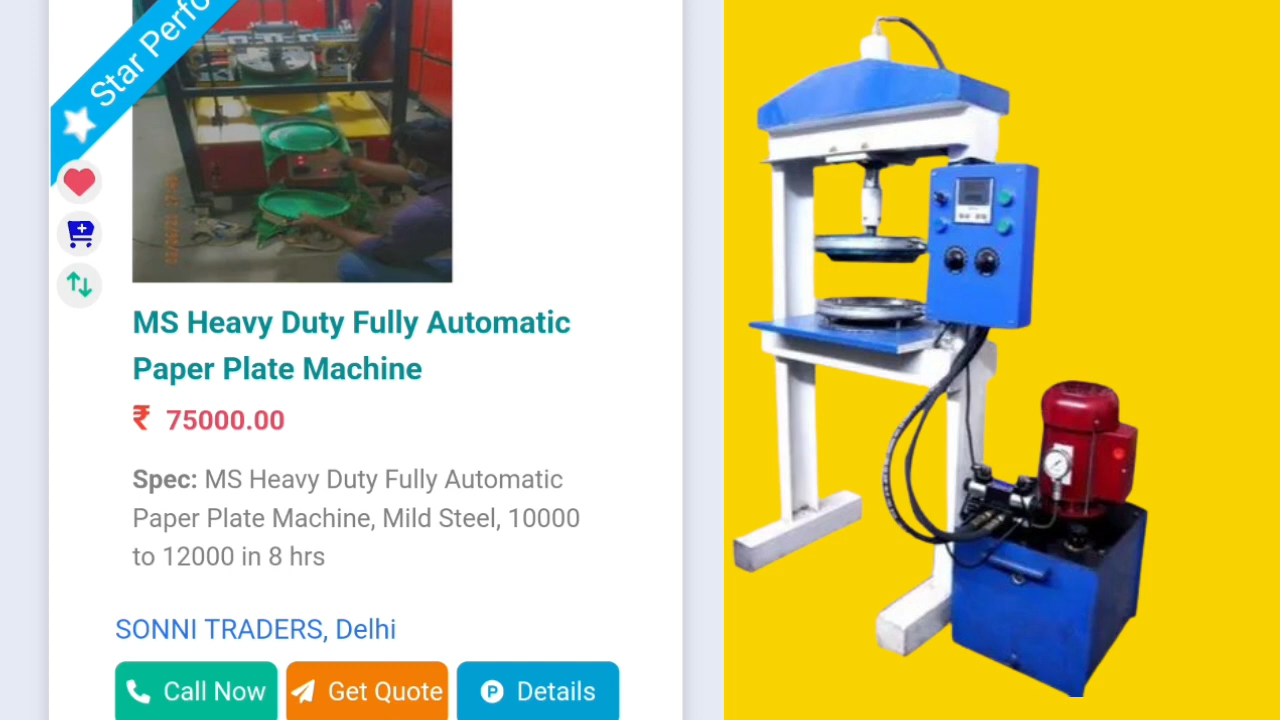 Star Perfo
MS Heavy Duty Fully Automatic
Paper Plate Machine
₹ 75000.00
Spec: MS Heavy Duty Fully Automatic
Paper Plate Machine, Mild Steel, 10000
to 12000 in 8 hrs
SONNI TRADERS, Delhi
Call Now
Get Quote
P Details